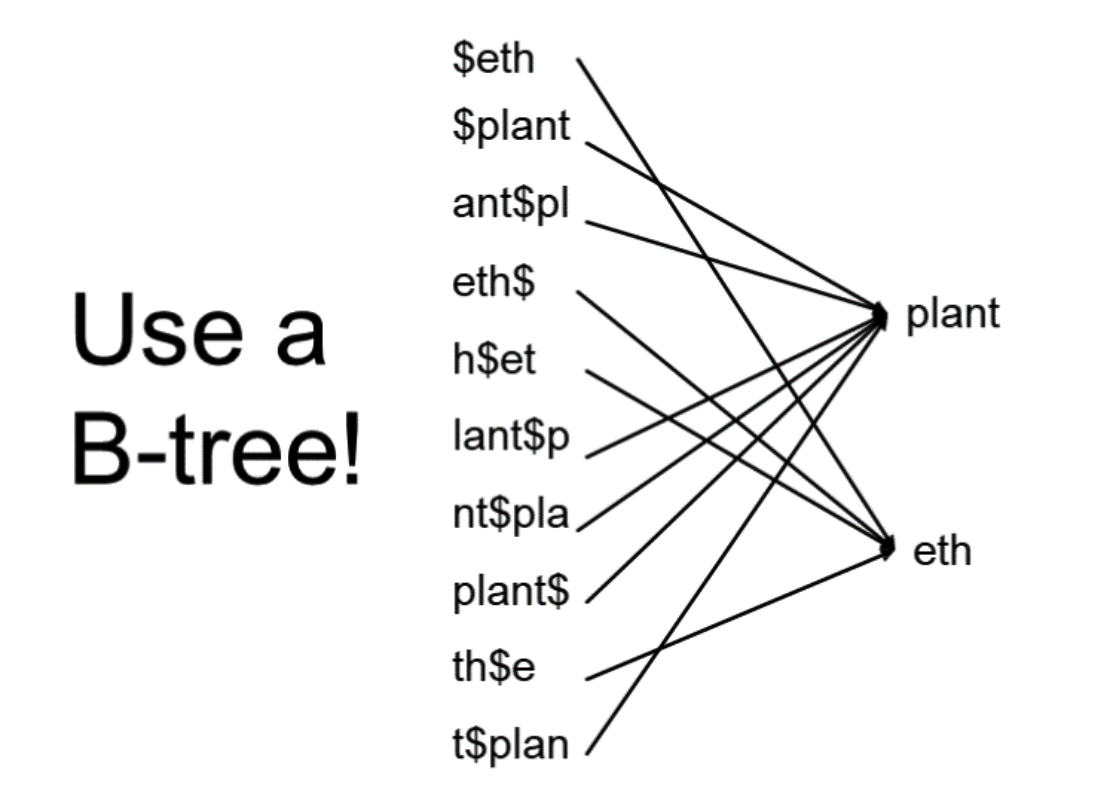 Use a
B-tree!
$eth
$plant
ant$pl
eth$
h$et
lant$p
nt$pla
plant$
th$e
t$plan
plant
eth